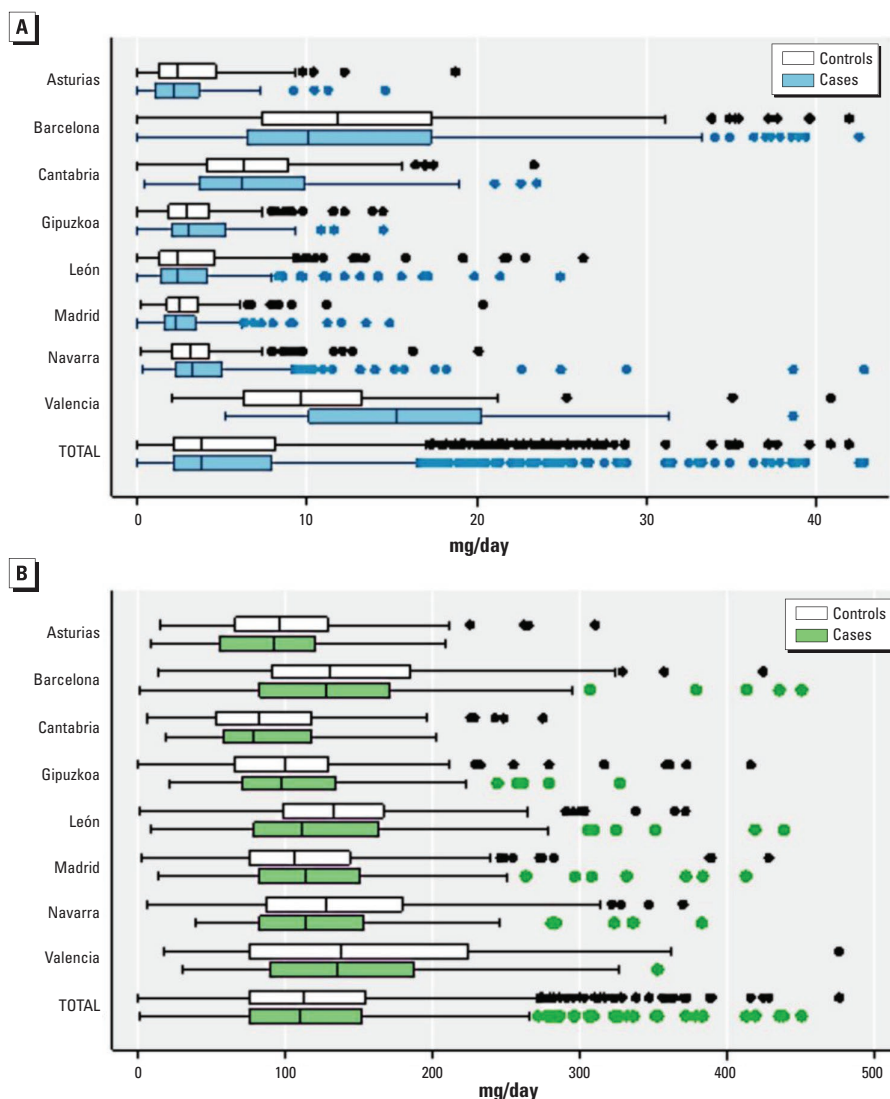 A
Controls
Cases
Asturias
Barcelona
Cantabria
Gipuzkoa
León
Madrid
Navarra
Valencia
TOTAL
0 10 20 30 40
mg/day
B
Controls
Cases
Asturias
Barcelona
Cantabria
Gipuzkoa
León
Madrid
Navarra
Valencia
TOTAL
0 100 200 300 400 500
mg/day